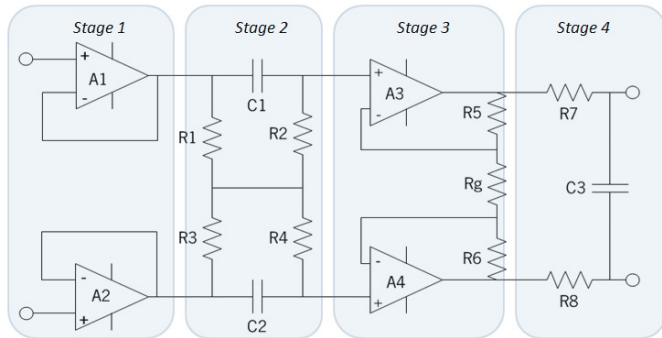 Stage 1 Stage 2 Stage 3 Stage 4
+ A1 -
C1
+ A3 -
R1 R2 R5 R7
Rg C3
R3 R4 R6
- A2 +
C2
- A4 +
R8